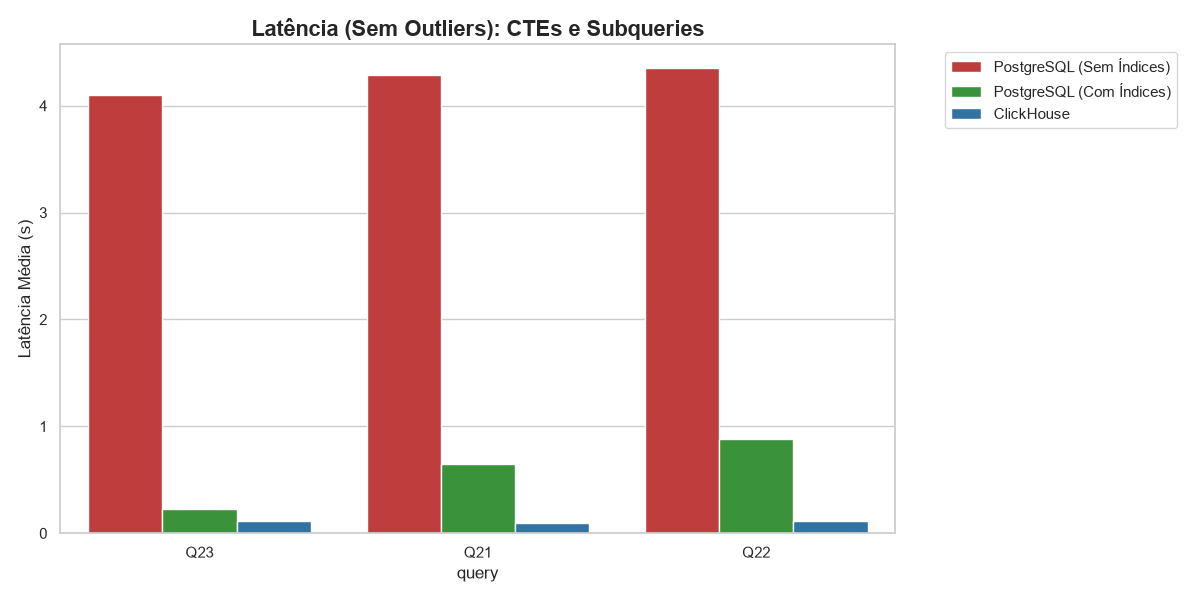 Latência (Sem Outliers): CTEs e Subqueries
PostgreSQL (Sem Índices)
PostgreSQL (Com Índices)
ClickHouse
Latência Média (s)
4
3
2
1
0
Q23
Q21
Q22
query